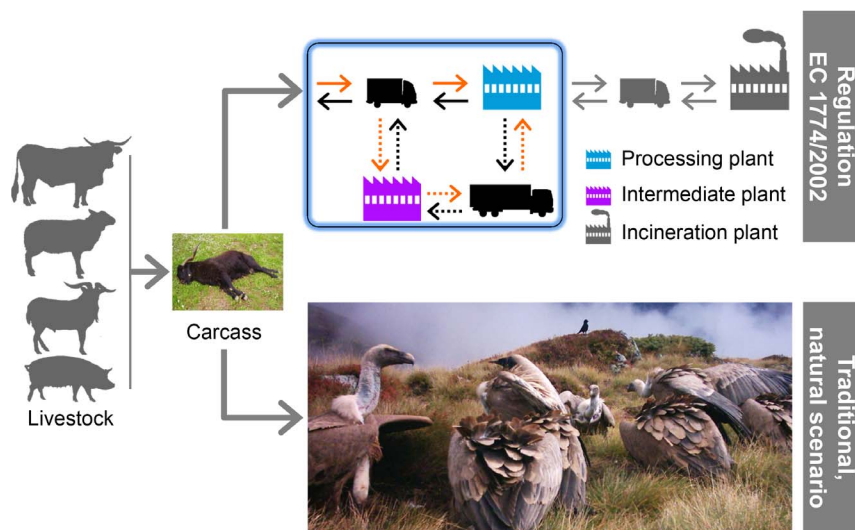 Regulation
EC 1774/2002
Processing plant
Intermediate plant
Incineration plant
Livestock
Carcass
Traditional,
natural scenario